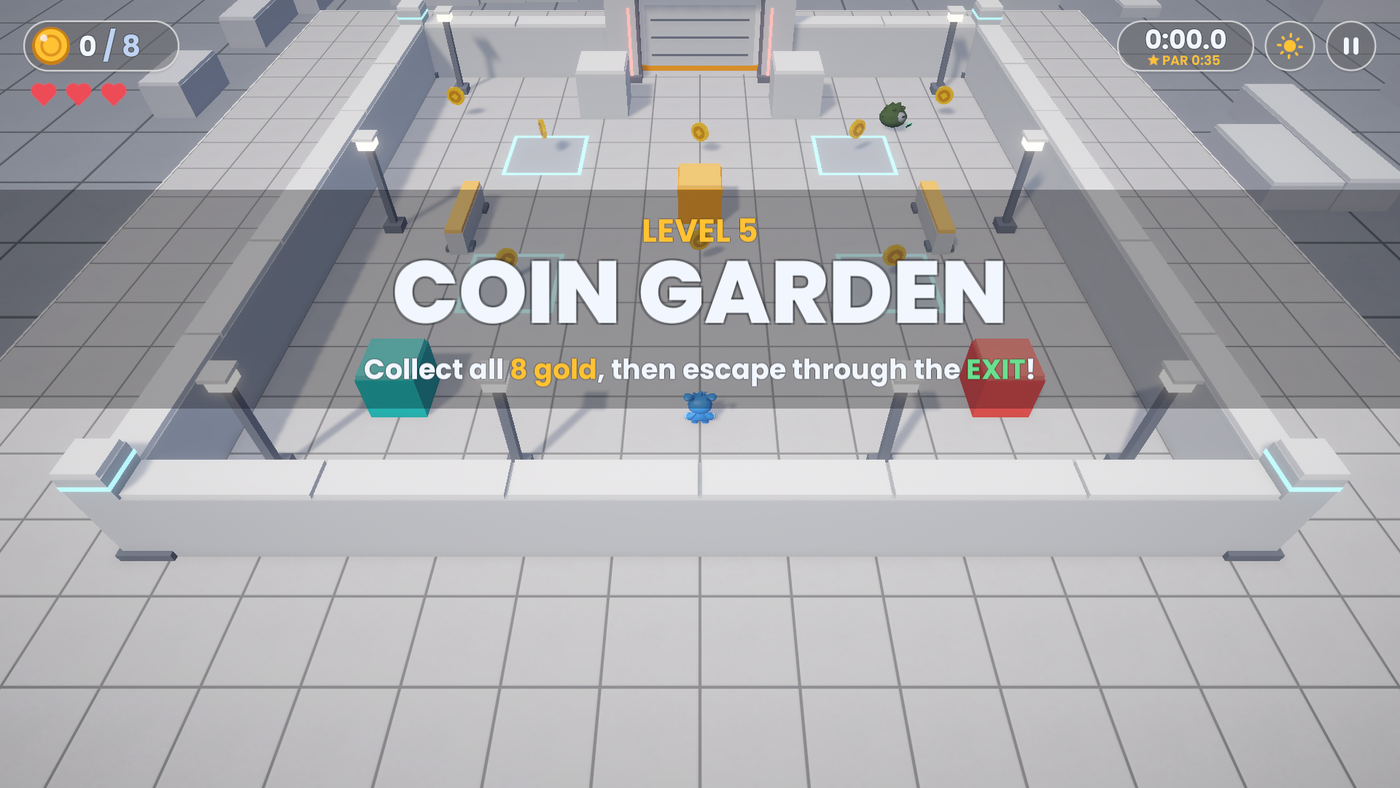 0 / 8
0:00.0
★ PAR 0:35
LEVEL 5
COIN GARDEN
Collect all 8 gold, then escape through the EXIT!